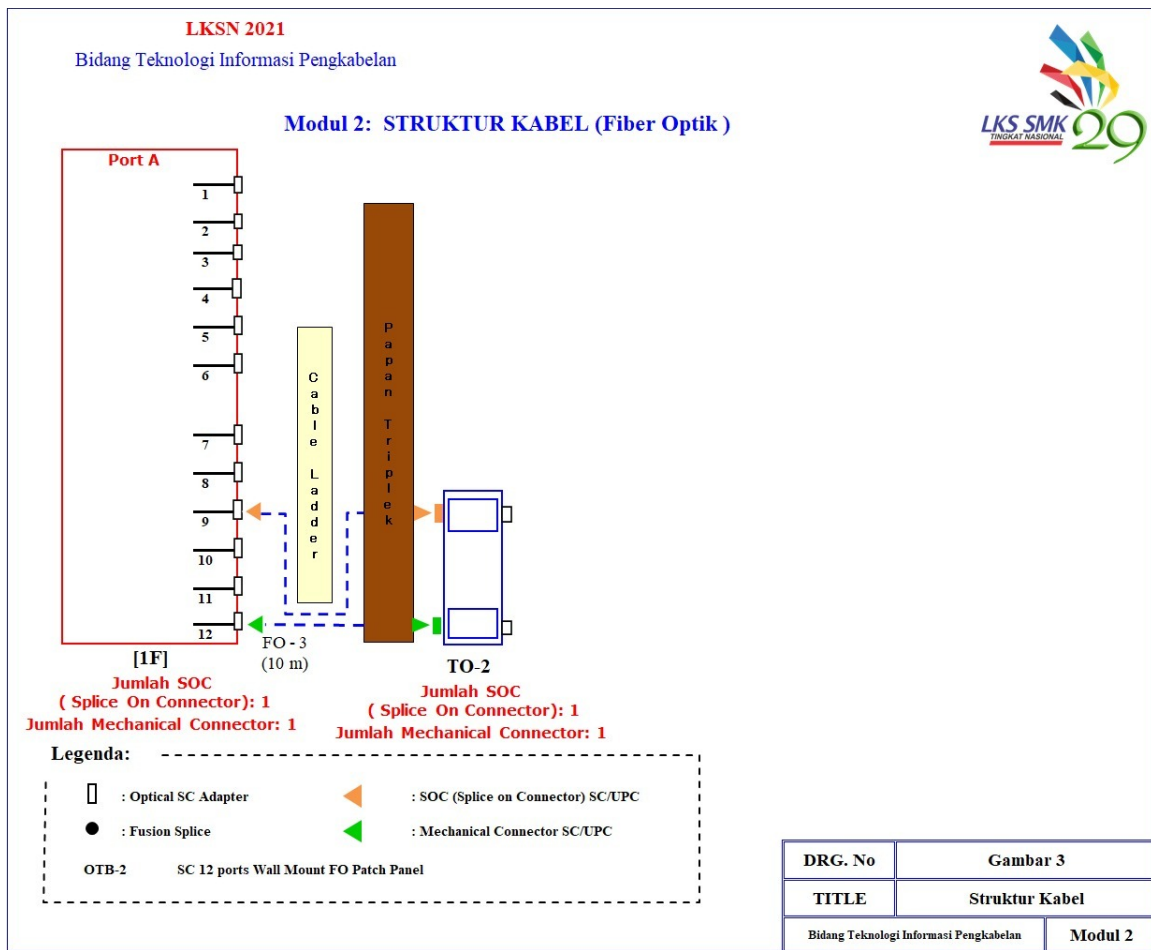 LKSN 2021
Bidang Teknologi Informasi Pengkabelan
LKS SMK
TINGKAT NASIONAL
29
Modul 2:  STRUKTUR KABEL (Fiber Optik )
Port A
1
2
3
4
5
6
7
8
9
10
11
12
Cable Ladder
Papan Triplek
FO - 3
(10 m)
[1F]
Jumlah SOC
( Splice On Connector): 1
Jumlah Mechanical Connector: 1
TO-2
Jumlah SOC
( Splice On Connector): 1
Jumlah Mechanical Connector: 1
Legenda:
: Optical SC Adapter
: SOC (Splice on Connector) SC/UPC
: Fusion Splice
: Mechanical Connector SC/UPC
OTB-2 SC 12 ports Wall Mount FO Patch Panel
DRG. No Gambar 3
TITLE Struktur Kabel
Bidang Teknologi Informasi Pengkabelan Modul 2